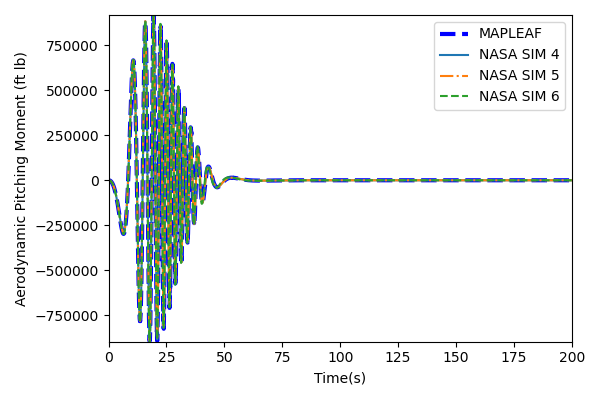 Aerodynamic Pitching Moment (ft lb)
750000
500000
250000
0
−250000
−500000
−750000
MAPLEAF
NASA SIM 4
NASA SIM 5
NASA SIM 6
0 25 50 75 100 125 150 175 200
Time(s)